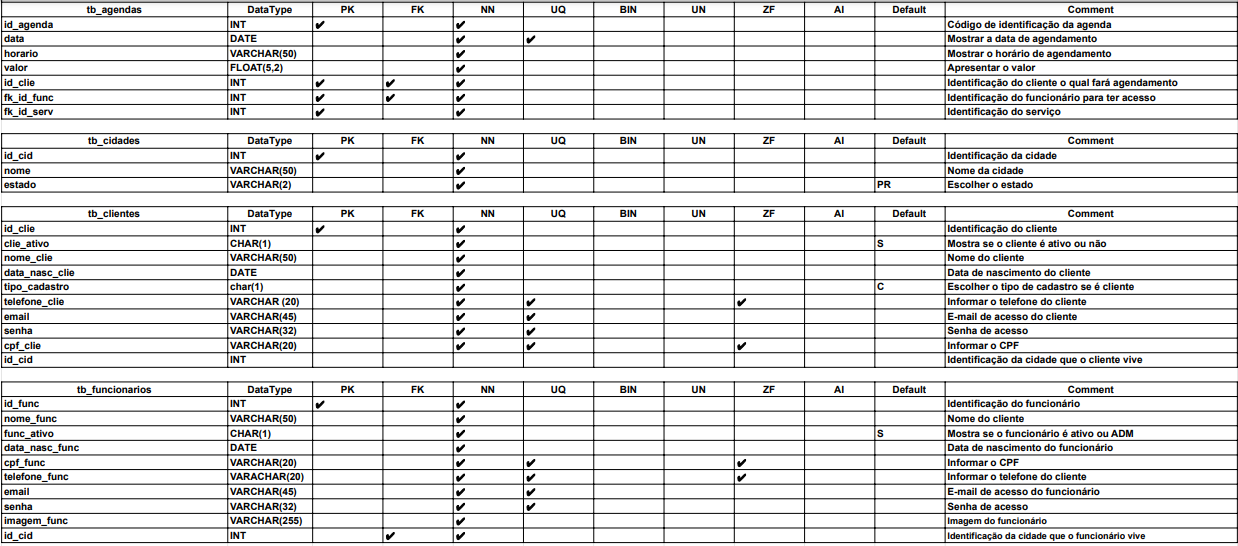 tb_agendas DataType PK FK NN UQ BIN UN ZF AI Default Comment
id_agenda INT ✔ ✔ Código de identificação da agenda
data DATE ✔ ✔ Mostrar a data de agendamento
horario VARCHAR(50) ✔ Mostrar o horário de agendamento
valor FLOAT(5,2) ✔ Apresentar o valor
id_clie INT ✔ ✔ ✔ Identificação do cliente o qual fará agendamento
fk_id_func INT ✔ ✔ ✔ Identificação do funcionário para ter acesso
fk_id_serv INT ✔ ✔ Identificação do serviço
tb_cidades DataType PK FK NN UQ BIN UN ZF AI Default Comment
id_cid INT ✔ ✔ Identificação da cidade
nome VARCHAR(50) ✔ Nome da cidade
estado VARCHAR(2) ✔ PR Escolher o estado
tb_clientes DataType PK FK NN UQ BIN UN ZF AI Default Comment
id_clie INT ✔ ✔ Identificação do cliente
clie_ativo CHAR(1) ✔ S Mostra se o cliente é ativo ou não
nome_clie VARCHAR(50) ✔ Nome do cliente
data_nasc_clie DATE ✔ Data de nascimento do cliente
tipo_cadastro char(1) ✔ C Escolher o tipo de cadastro se é cliente
telefone_clie VARCHAR (20) ✔ ✔ ✔ Informar o telefone do cliente
email VARCHAR(45) ✔ ✔ E-mail de acesso do cliente
senha VARCHAR(32) ✔ ✔ Senha de acesso
cpf_clie VARCHAR(20) ✔ ✔ ✔ Informar o CPF
id_cid INT Identificação da cidade que o cliente vive
tb_funcionarios DataType PK FK NN UQ BIN UN ZF AI Default Comment
id_func INT ✔ ✔ Identificação do funcionário
nome_func VARCHAR(50) ✔ Nome do cliente
func_ativo CHAR(1) ✔ S Mostra se o funcionário é ativo ou ADM
data_nasc_func DATE ✔ Data de nascimento do funcionário
cpf_func VARCHAR(20) ✔ ✔ ✔ Informar o CPF
telefone_func VARACHAR(20) ✔ ✔ ✔ Informar o telefone do cliente
email VARCHAR(45) ✔ ✔ E-mail de acesso do funcionário
senha VARCHAR(32) ✔ ✔ Senha de acesso
imagem_func VARCHAR(255) ✔ Imagem do funcionário
id_cid INT ✔ ✔ Identificação da cidade que o funcionário vive